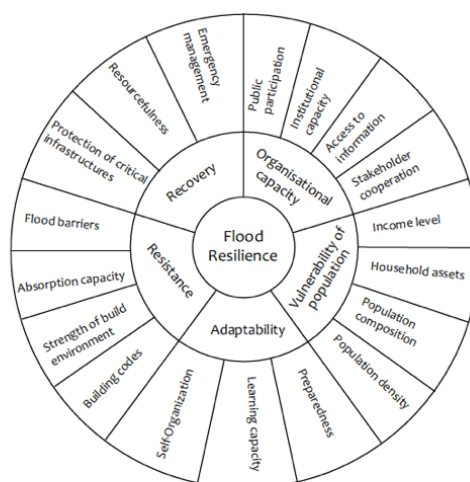 Flood
Resilience
Organisational
capacity
Public
participation
Institutional
capacity
Access to
information
Stakeholder
cooperation
Vulnerability of
population
Income level
Household assets
Population
composition
Population density
Adaptability
Preparedness
Learning capacity
Self-Organization
Resistance
Building codes
Strength of build
environment
Absorption capacity
Flood barriers
Recovery
Protection of critical
infrastructures
Resourcefulness
Emergency
management